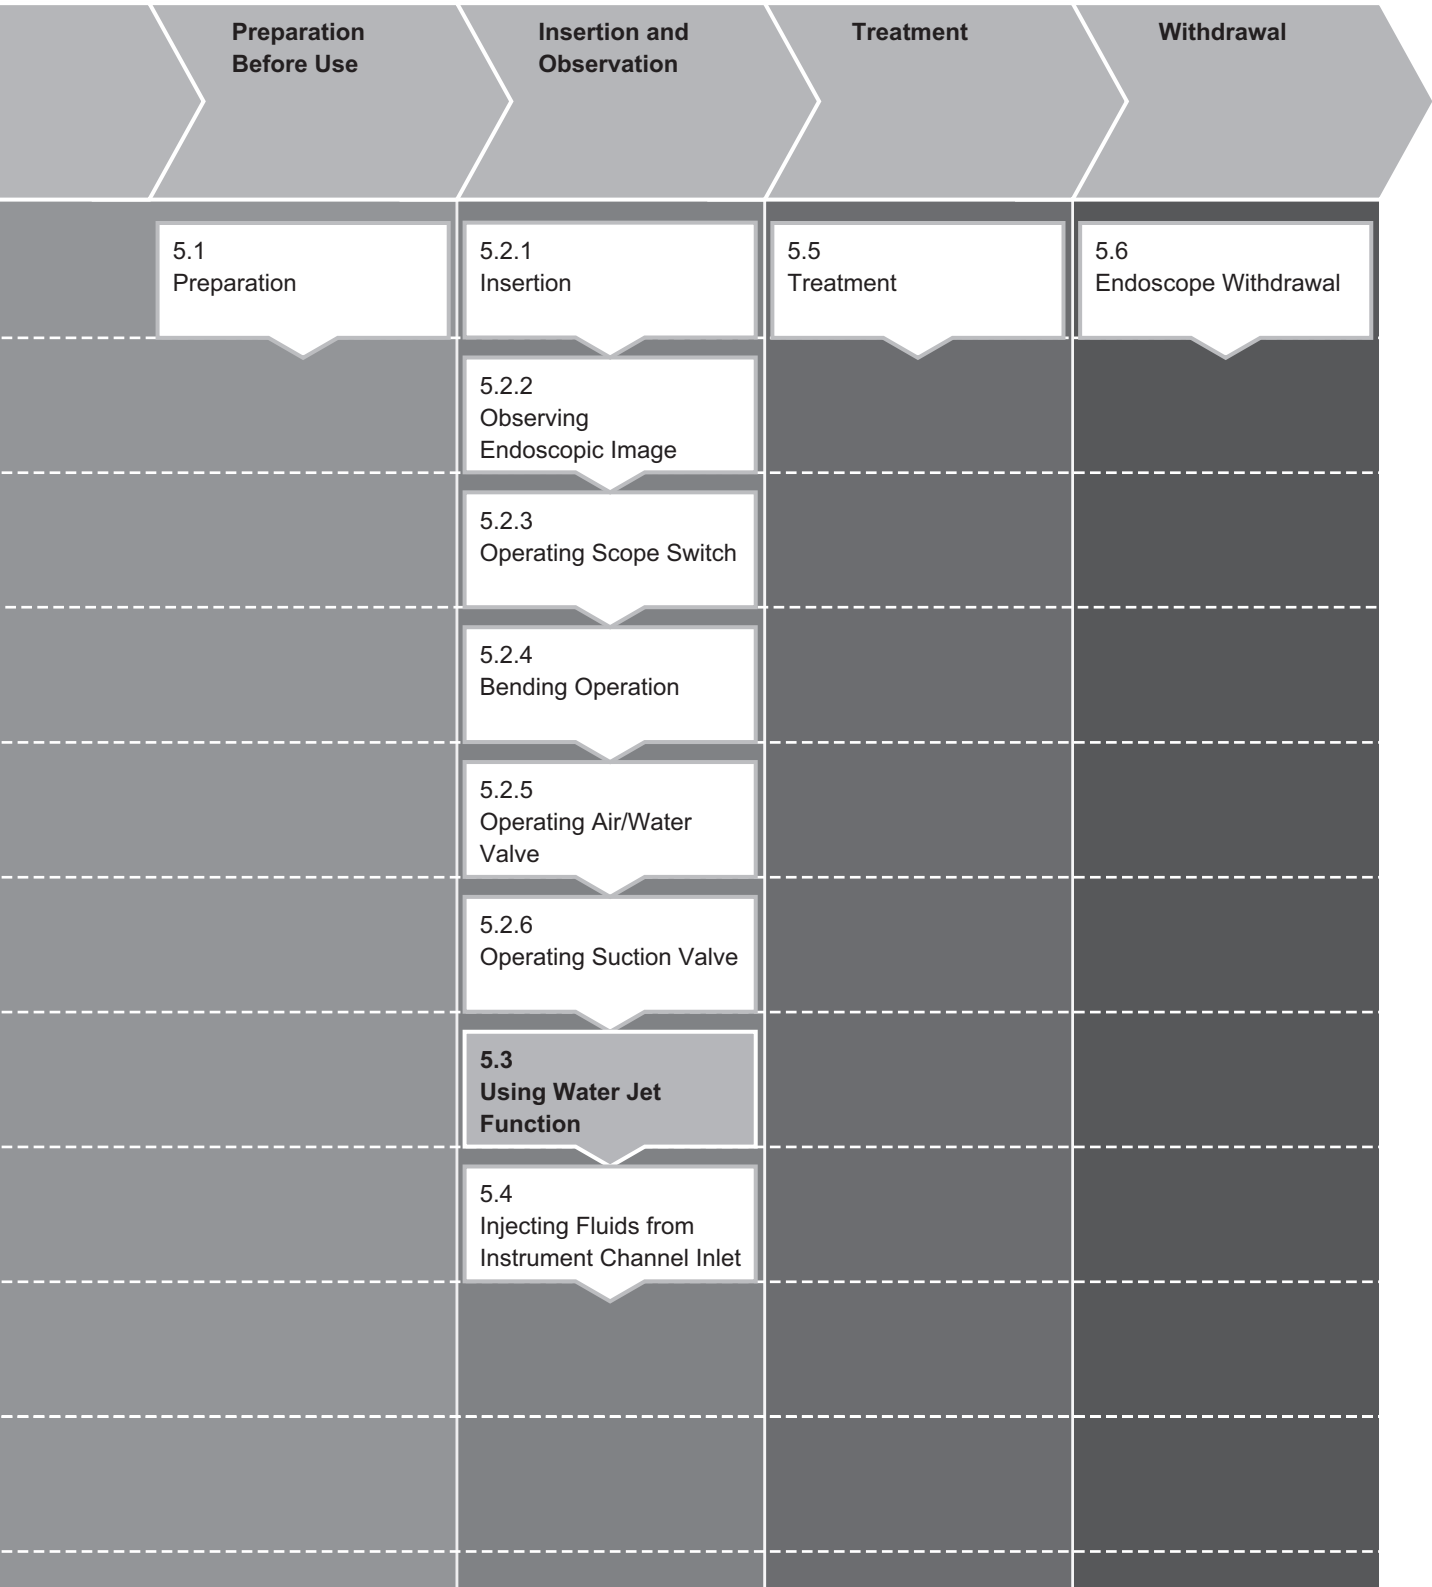 Preparation
Before Use
Insertion and
Observation
Treatment
Withdrawal
5.1
Preparation
5.2.1
Insertion
5.2.2
Observing
Endoscopic Image
5.2.3
Operating Scope Switch
5.2.4
Bending Operation
5.2.5
Operating Air/Water
Valve
5.2.6
Operating Suction Valve
5.3
Using Water Jet
Function
5.4
Injecting Fluids from
Instrument Channel Inlet
5.5
Treatment
5.6
Endoscope Withdrawal